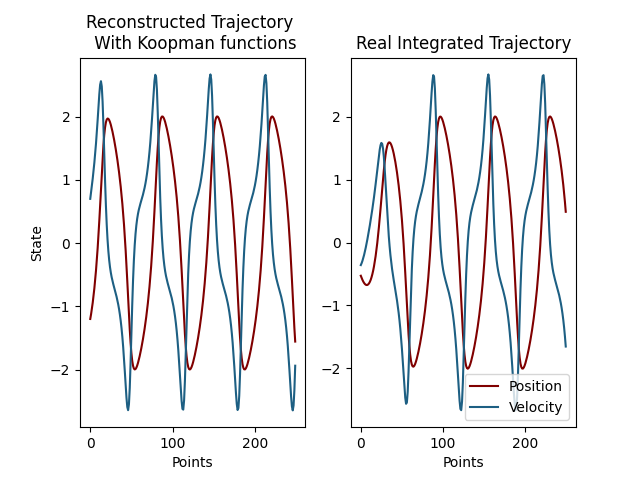 Reconstructed Trajectory
With Koopman functions
Real Integrated Trajectory
State
2
1
0
−1
−2
0
100
200
Points
2
1
0
−1
−2
0
100
200
Points
Position
Velocity